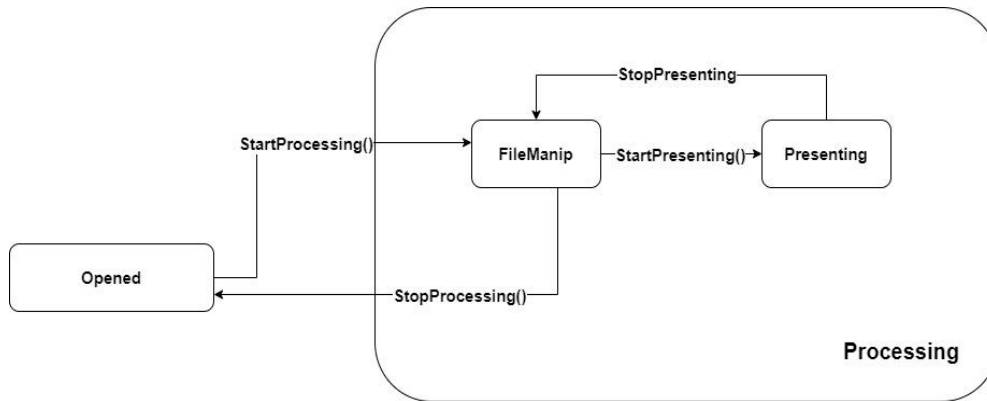 StopPresenting
StartProcessing()
FileManip
StartPresenting()
Presenting
Opened
StopProcessing()
Processing